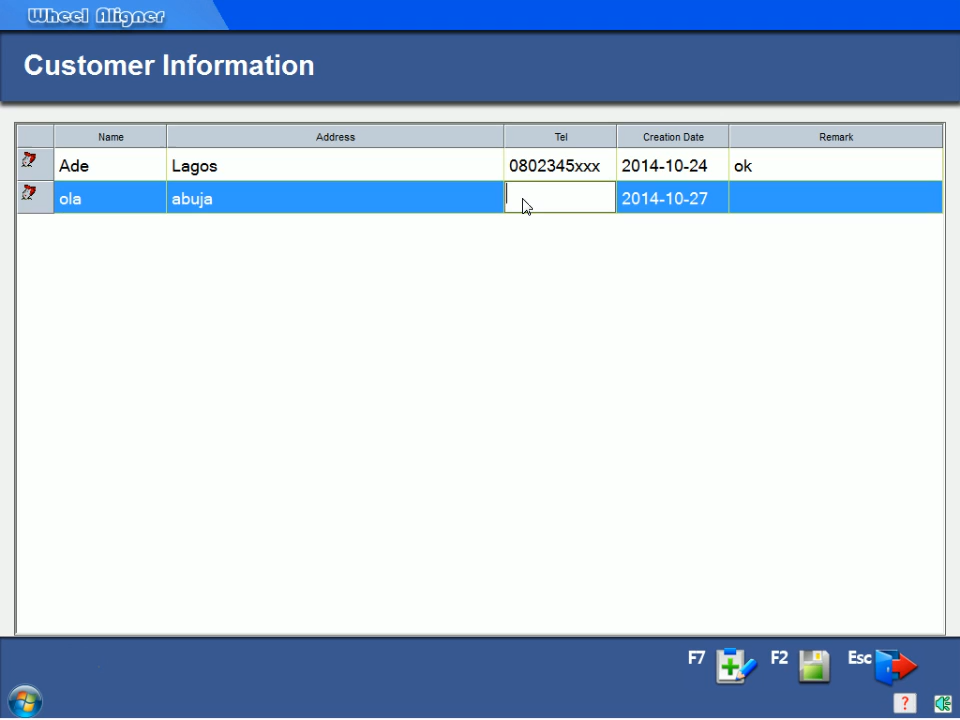 Wheel Aligner
Customer Information
Name Address Tel Creation Date Remark
Ade Lagos 0802345xxx 2014-10-24 ok
ola abuja 2014-10-27
F7 F2 Esc
?